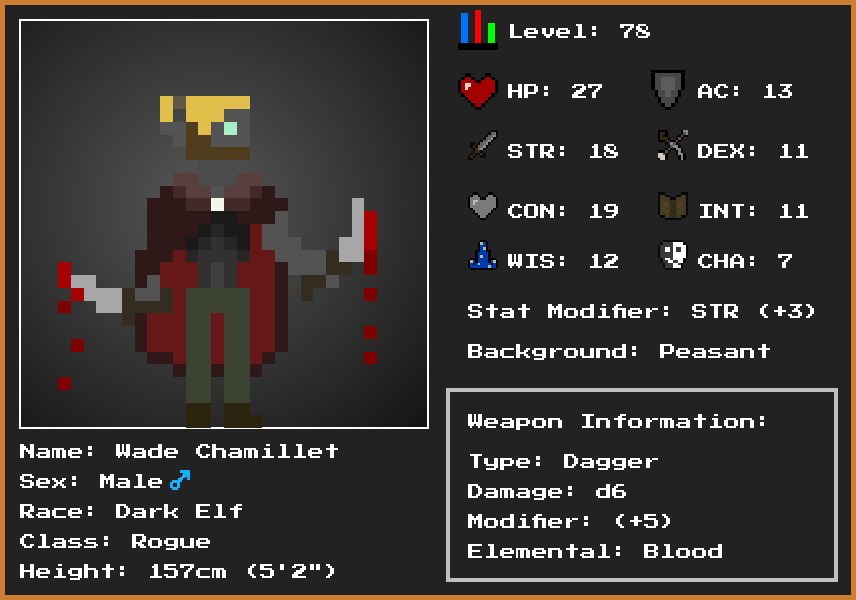 Level: 78
HP: 27 AC: 13
STR: 18 DEX: 11
CON: 19 INT: 11
WIS: 12 CHA: 7
Stat Modifier: STR (+3)
Background: Peasant
Weapon Information:
Type: Dagger
Damage: d6
Modifier: (+5)
Elemental: Blood
Name: Wade Chamillet
Sex: Male♂
Race: Dark Elf
Class: Rogue
Height: 157cm (5'2")